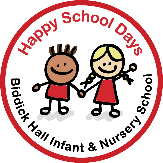 Happy School Days
Biddick Hall Infant & Nursery School